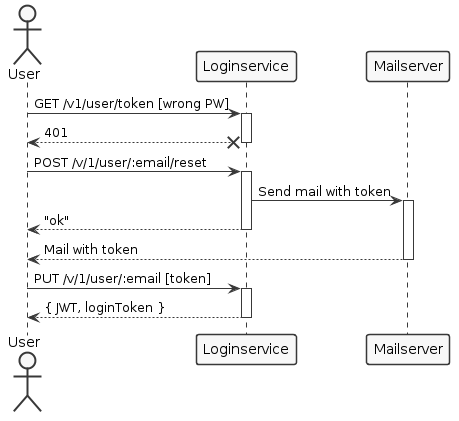 User
Loginservice
Mailserver
GET /v1/user/token [wrong PW]
401
POST /v/1/user/:email/reset
Send mail with token
"ok"
Mail with token
PUT /v/1/user/:email [token]
{ JWT, loginToken }
User
Loginservice
Mailserver